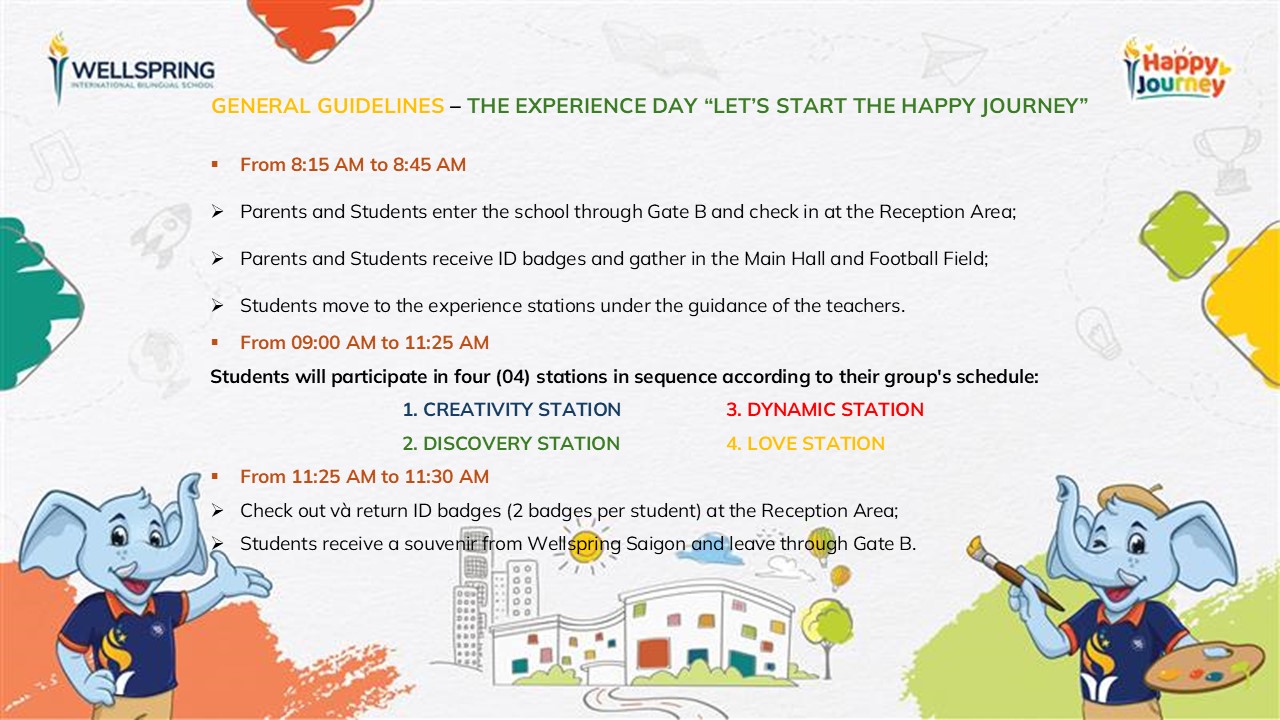 WELLSPRING
INTERNATIONAL BILINGUAL SCHOOL
Happy
Journey
GENERAL GUIDELINES – THE EXPERIENCE DAY “LET’S START THE HAPPY JOURNEY”
▪ From 8:15 AM to 8:45 AM
➢ Parents and Students enter the school through Gate B and check in at the Reception Area;
➢ Parents and Students receive ID badges and gather in the Main Hall and Football Field;
➢ Students move to the experience stations under the guidance of the teachers.
▪ From 09:00 AM to 11:25 AM
Students will participate in four (04) stations in sequence according to their group's schedule:
1. CREATIVITY STATION 3. DYNAMIC STATION
2. DISCOVERY STATION 4. LOVE STATION
▪ From 11:25 AM to 11:30 AM
➢ Check out và return ID badges (2 badges per student) at the Reception Area;
➢ Students receive a souvenir from Wellspring Saigon and leave through Gate B.